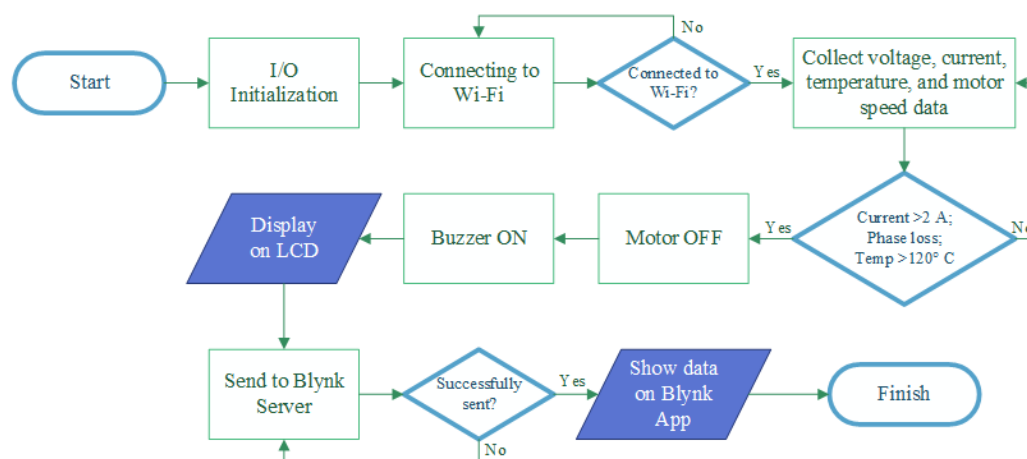 Start
I/O
Initialization
Connecting to
Wi-Fi
No
Connected to
Wi-Fi?
Yes
Collect voltage, current,
temperature, and motor
speed data
Display
on LCD
Buzzer ON
Motor OFF
Yes
Current >2 A;
Phase loss;
Temp >120° C
No
Send to Blynk
Server
Successfully
sent?
Yes
No
Show data
on Blynk
App
Finish